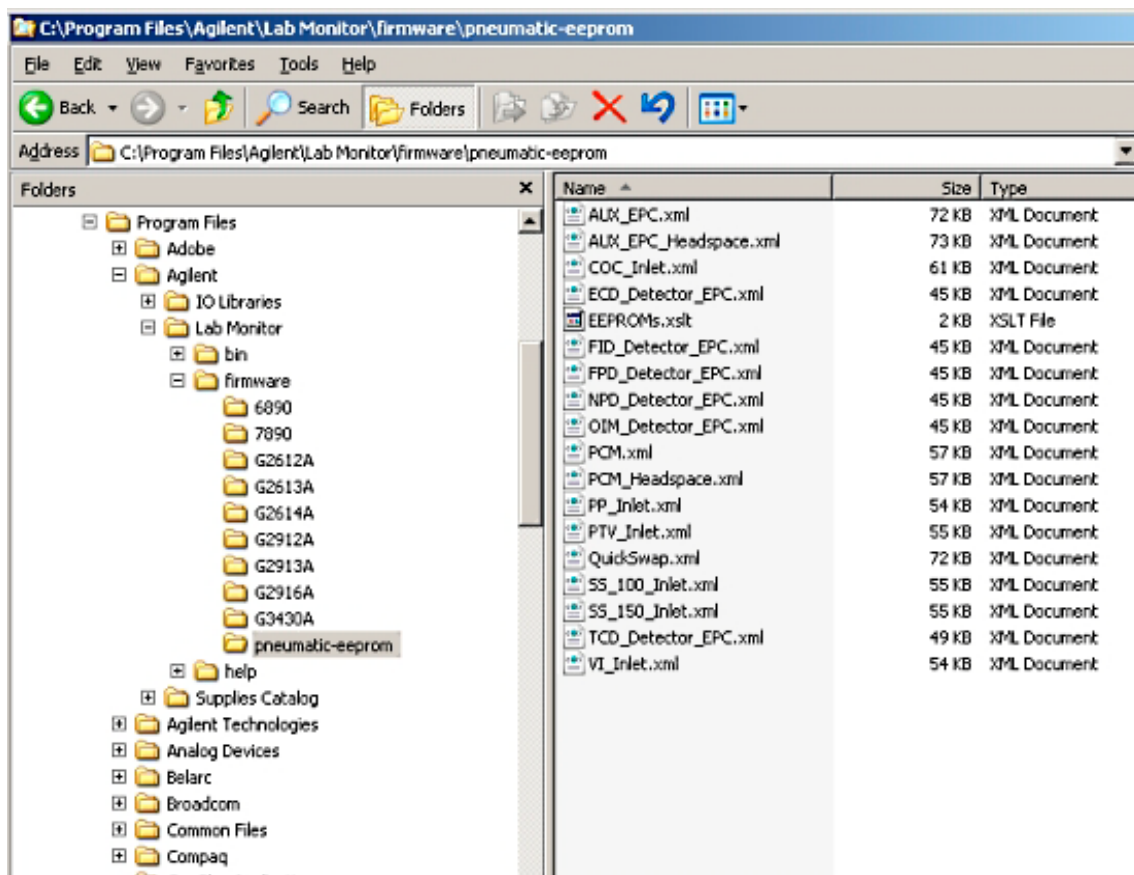 C:\Program Files\Agilent\Lab Monitor\firmware\pneumatic-eeprom
File Edit View Favorites Tools Help
Back Search Folders
Address C:\Program Files\Agilent\Lab Monitor\firmware\pneumatic-eeprom
Folders x
Program Files
Adobe
Agilent
IO Libraries
Lab Monitor
bin
firmware
6890
7890
G2612A
G2613A
G2614A
G2912A
G2913A
G2916A
G3430A
pneumatic-eeprom
help
Supplies Catalog
Agilent Technologies
Analog Devices
Belarc
Broadcom
Common Files
Compaq
Name Size Type
AUX_EPC.xml 72 KB XML Document
AUX_EPC_Headspace.xml 73 KB XML Document
COC_Inlet.xml 61 KB XML Document
ECD_Detector_EPC.xml 45 KB XML Document
EEPROMs.xslt 2 KB XSLT File
FID_Detector_EPC.xml 45 KB XML Document
FPD_Detector_EPC.xml 45 KB XML Document
NPD_Detector_EPC.xml 45 KB XML Document
OIM_Detector_EPC.xml 45 KB XML Document
PCM.xml 57 KB XML Document
PCM_Headspace.xml 57 KB XML Document
PP_Inlet.xml 54 KB XML Document
PTV_Inlet.xml 55 KB XML Document
QuickSwap.xml 72 KB XML Document
SS_100_Inlet.xml 55 KB XML Document
SS_150_Inlet.xml 55 KB XML Document
TCD_Detector_EPC.xml 49 KB XML Document
VI_Inlet.xml 54 KB XML Document